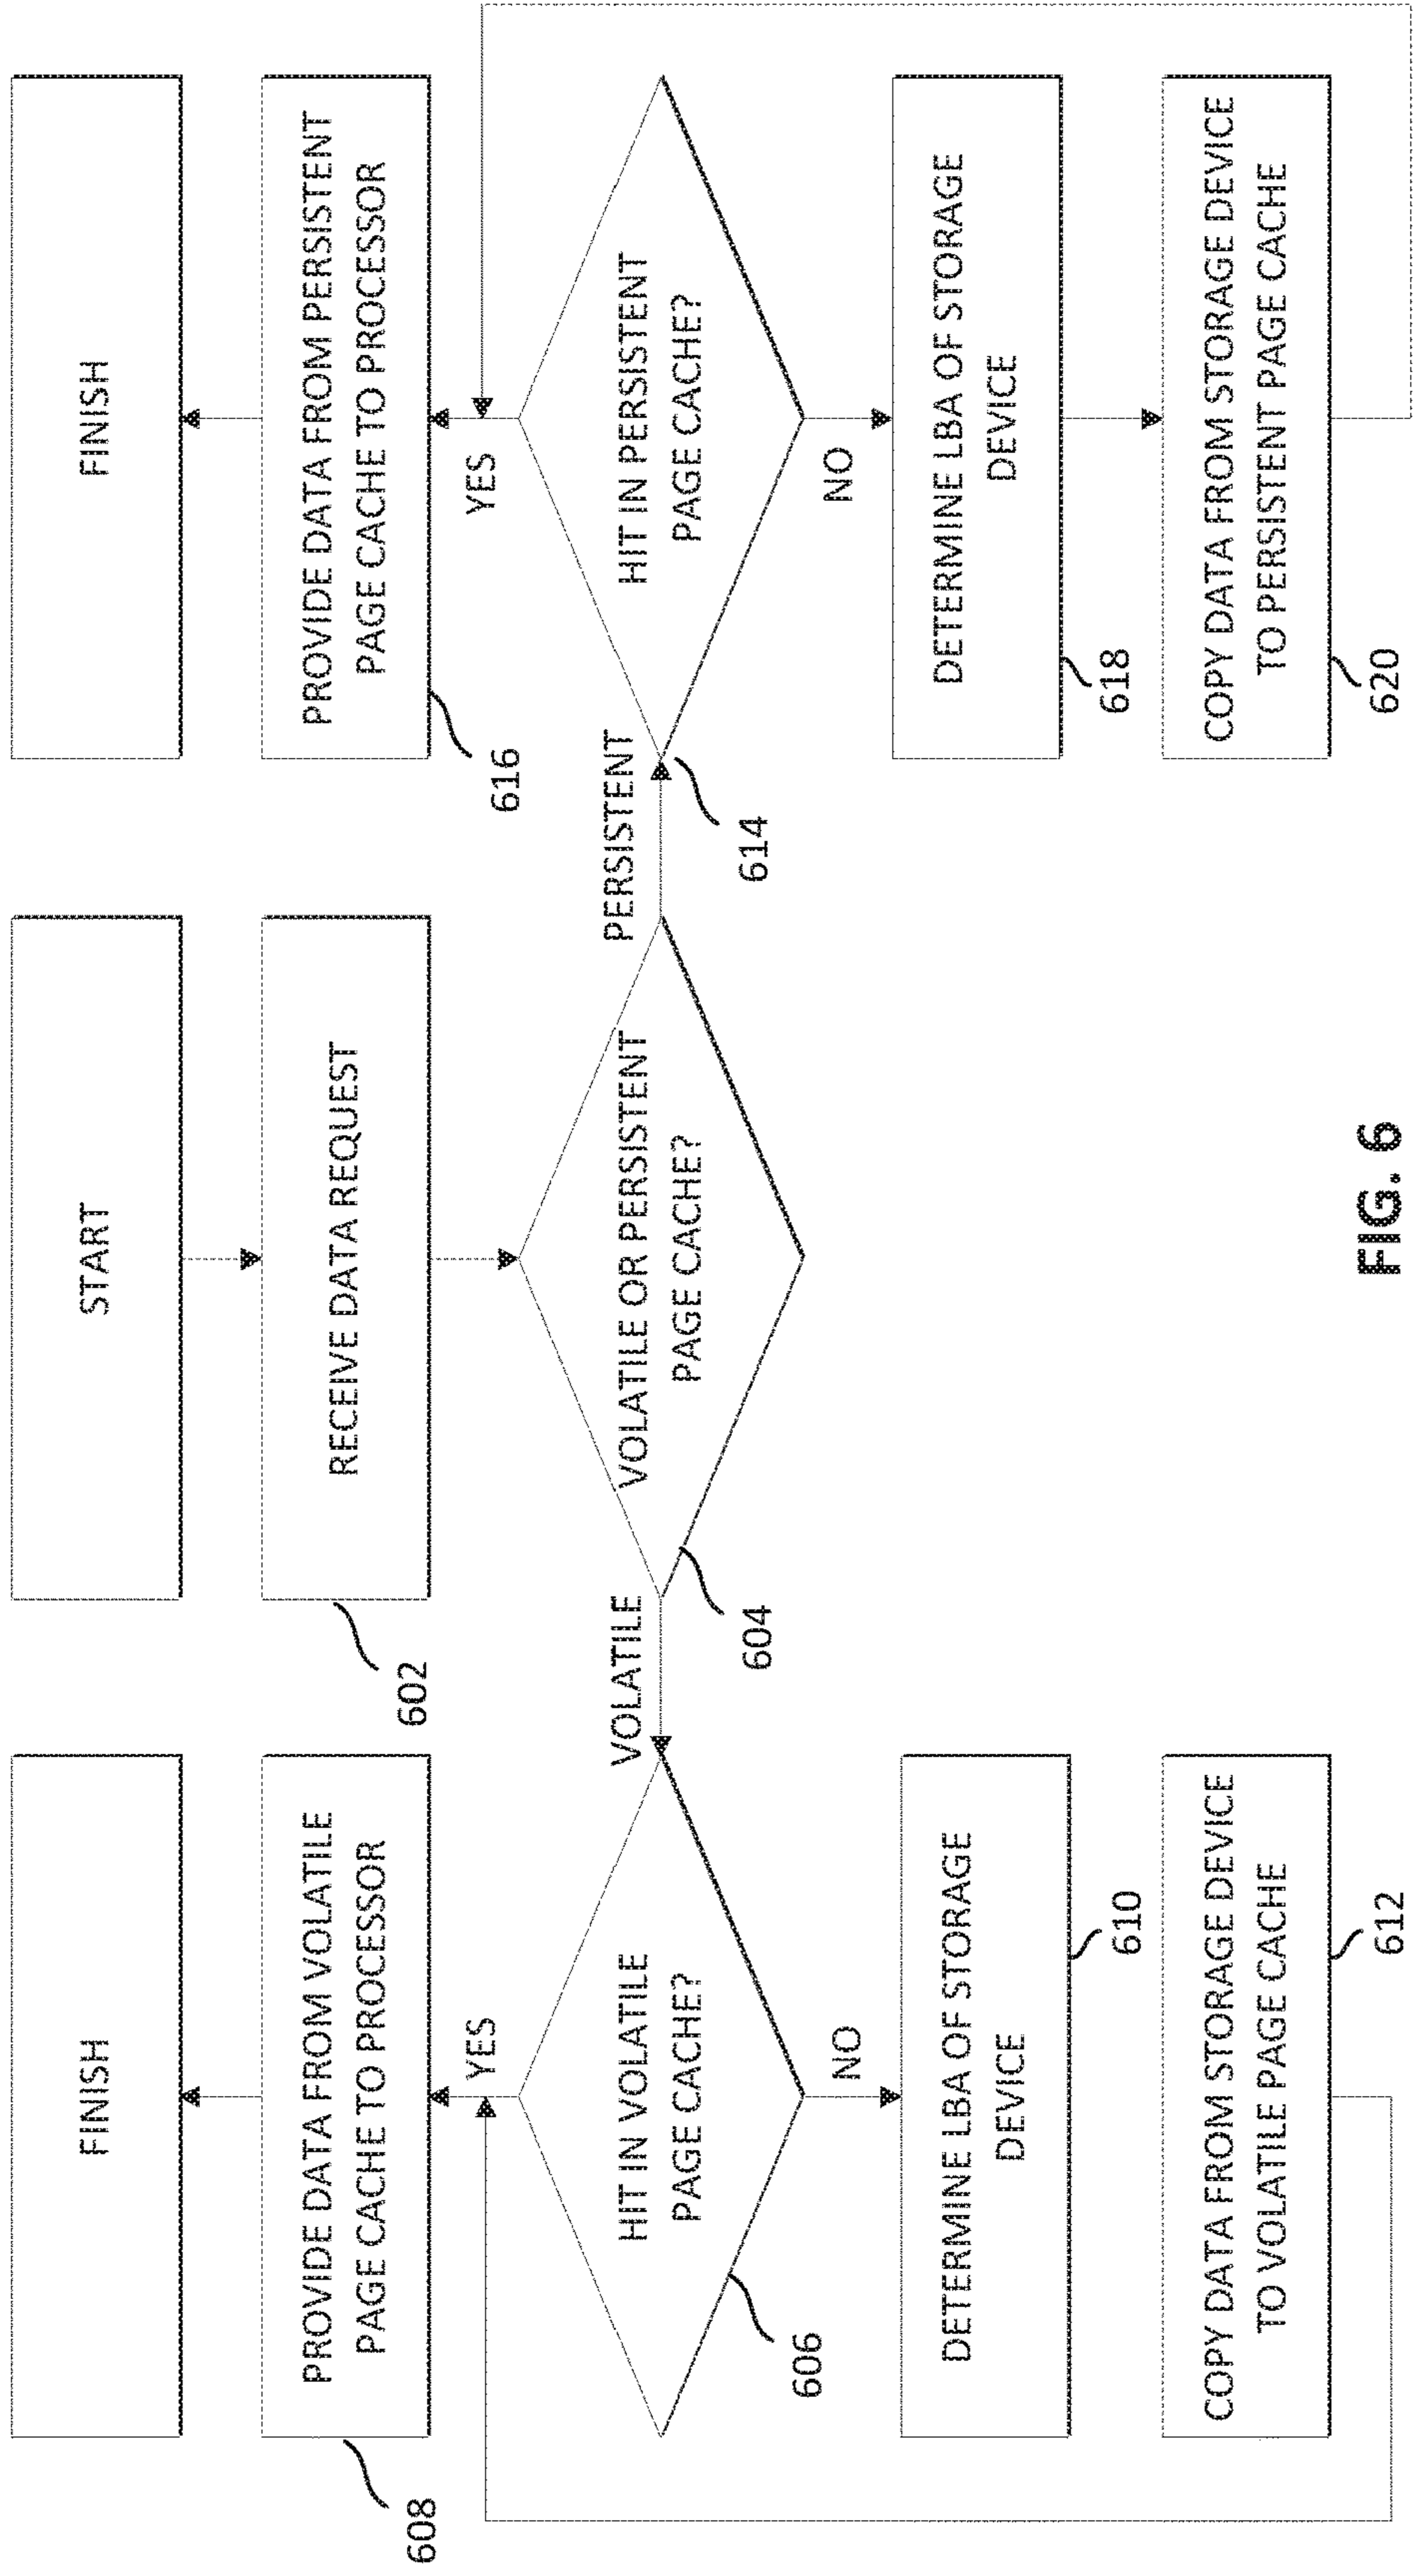 START
RECEIVE DATA REQUEST
602
VOLATILE OR PERSISTENT
PAGE CACHE?
604
VOLATILE
HIT IN VOLATILE
PAGE CACHE?
606
YES
PROVIDE DATA FROM VOLATILE
PAGE CACHE TO PROCESSOR
608
FINISH
NO
DETERMINE LBA OF STORAGE
DEVICE
610
COPY DATA FROM STORAGE DEVICE
TO VOLATILE PAGE CACHE
612
PERSISTENT
HIT IN PERSISTENT
PAGE CACHE?
614
YES
PROVIDE DATA FROM PERSISTENT
PAGE CACHE TO PROCESSOR
616
FINISH
NO
DETERMINE LBA OF STORAGE
DEVICE
618
COPY DATA FROM STORAGE DEVICE
TO PERSISTENT PAGE CACHE
620
FIG. 6